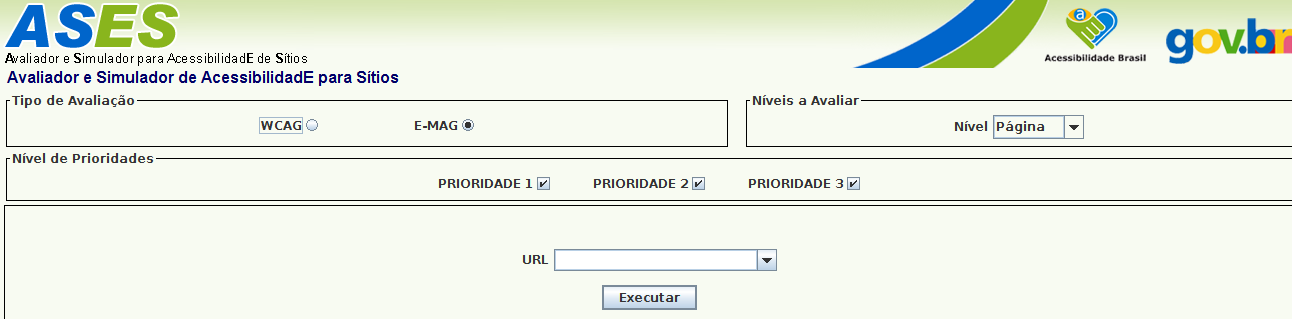 ASES
Avaliador e Simulador para AcessibilidadE de Sítios
Acessibilidade Brasil
gov.br
Avaliador e Simulador de AcessibilidadE para Sítios
Tipo de Avaliação
WCAG
E-MAG
Níveis a Avaliar
Nível Página
Nível de Prioridades
PRIORIDADE 1
PRIORIDADE 2
PRIORIDADE 3
URL
Executar